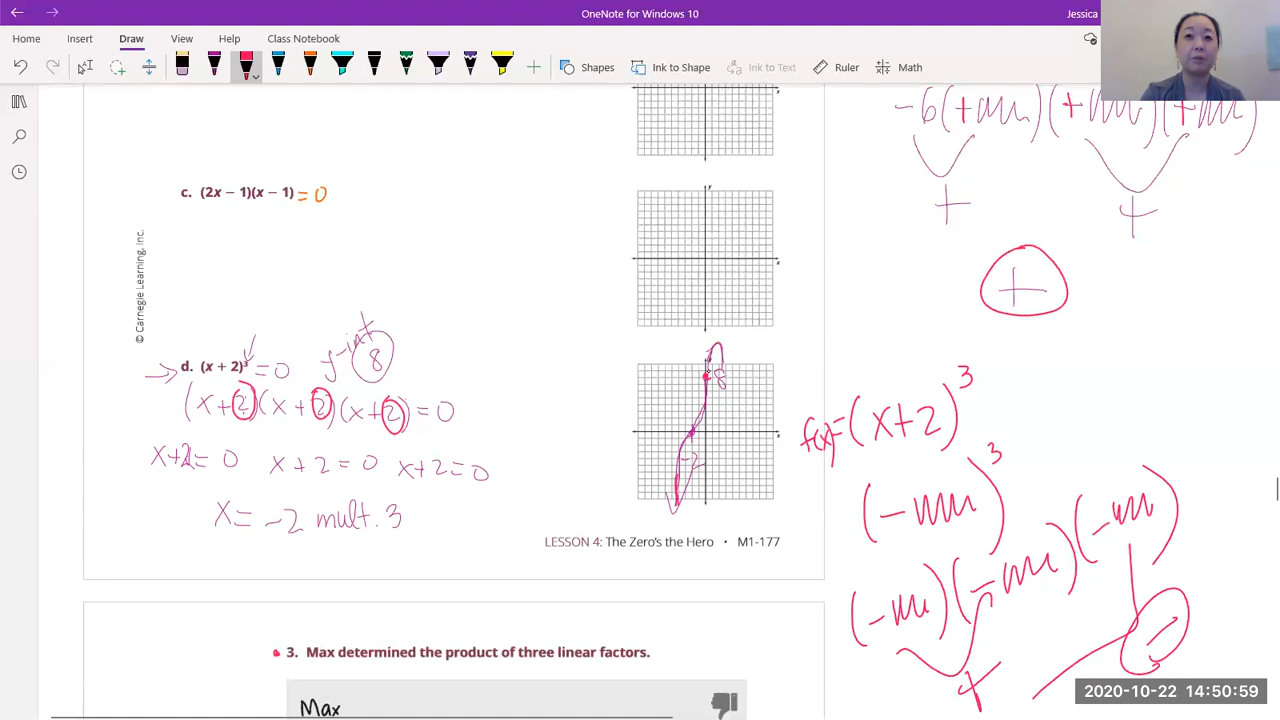 OneNote for Windows 10
Jessica
Home Insert Draw View Help Class Notebook
Shapes Ink to Shape Ink to Text Ruler Math
x
-6(+ )(+ )(+ )
+ +
+
c. (2x − 1)(x − 1) = 0
y
x
© Carnegie Learning, Inc.
d. (x + 2)³ = 0
y-int 8
(x+2)(x+2)(x+2) = 0
x+2=0 x+2=0 x+2=0
x = -2 mult. 3
8
-2
x
f(x)=(x+2)³
(- )³
(- )(- )(- )
+ -
LESSON 4: The Zero's the Hero • M1-177
3. Max determined the product of three linear factors.
Max
2020-10-22 14:50:59